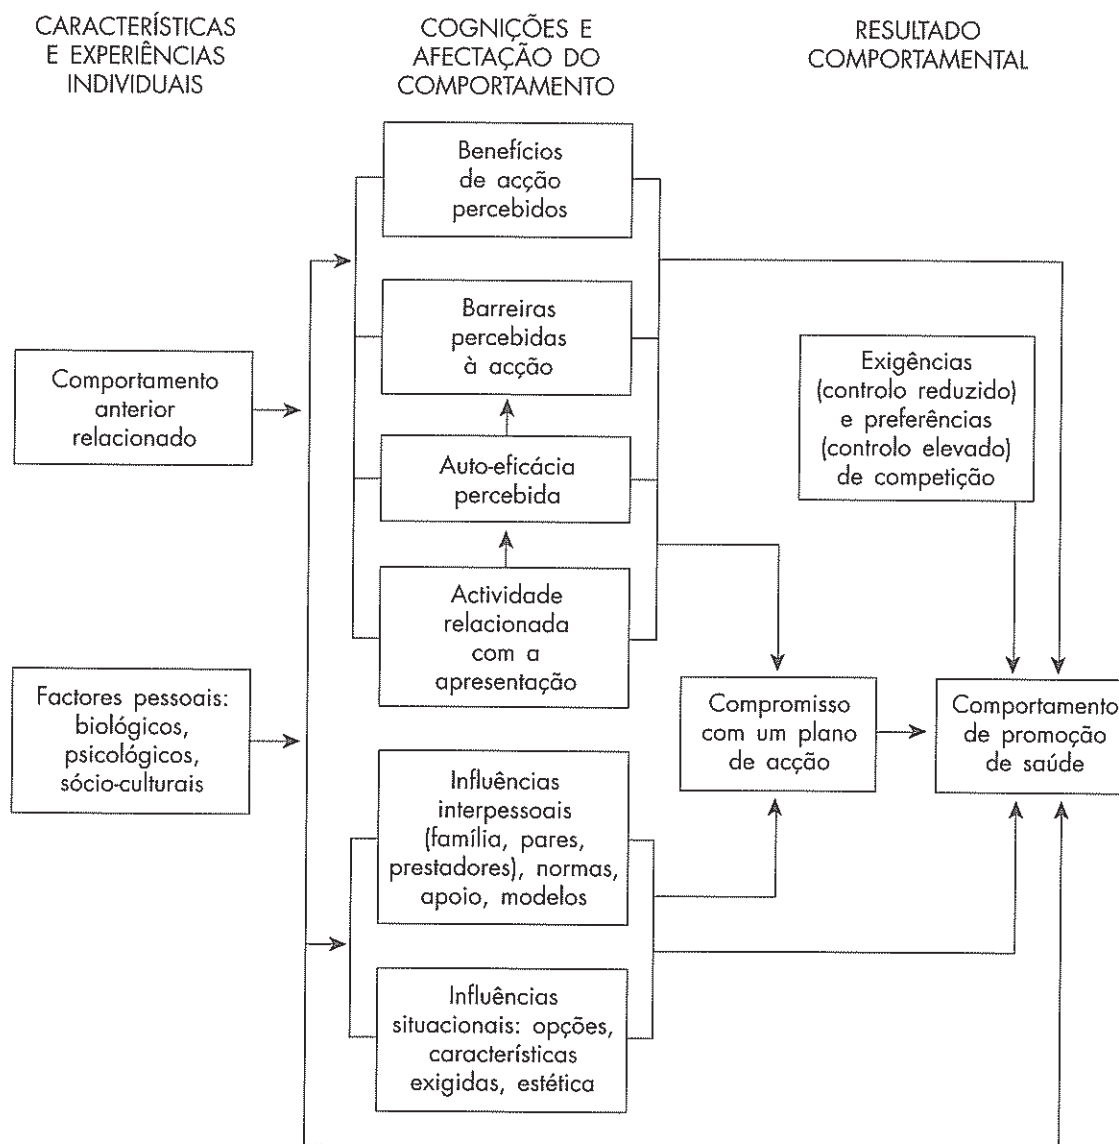 CARACTERÍSTICAS
E EXPERIÊNCIAS
INDIVIDUAIS
COGNIÇÕES E
AFECTAÇÃO DO
COMPORTAMENTO
RESULTADO
COMPORTAMENTAL
Benefícios
de acção
percebidos
Barreiras
percebidas
à acção
Comportamento
anterior
relacionado
Exigências
(controlo reduzido)
e preferências
(controlo elevado)
de competição
Auto-eficácia
percebida
Actividade
relacionada
com a
apresentação
Factores pessoais:
biológicos,
psicológicos,
sócio-culturais
Compromisso
com um plano
de acção
Comportamento
de promoção
de saúde
Influências
interpessoais
(família, pares,
prestadores), normas,
apoio, modelos
Influências
situacionais: opções,
características
exigidas, estética